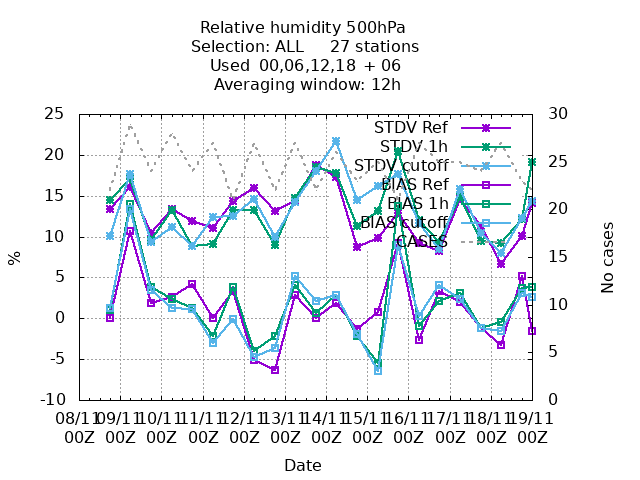 Relative humidity 500hPa
Selection: ALL 27 stations
Used 00,06,12,18 + 06
Averaging window: 12h
25
20
15
10
5
0
-5
-10
%
30
25
20
15
10
5
0
No cases
STDV Ref
STDV 1h
STDV cutoff
BIAS Ref
BIAS 1h
BIAS cutoff
CASES
08/11 09/11 10/11 11/11 12/11 13/11 14/11 15/11 16/11 17/11 18/11 19/11
00Z 00Z 00Z 00Z 00Z 00Z 00Z 00Z 00Z 00Z 00Z 00Z
Date